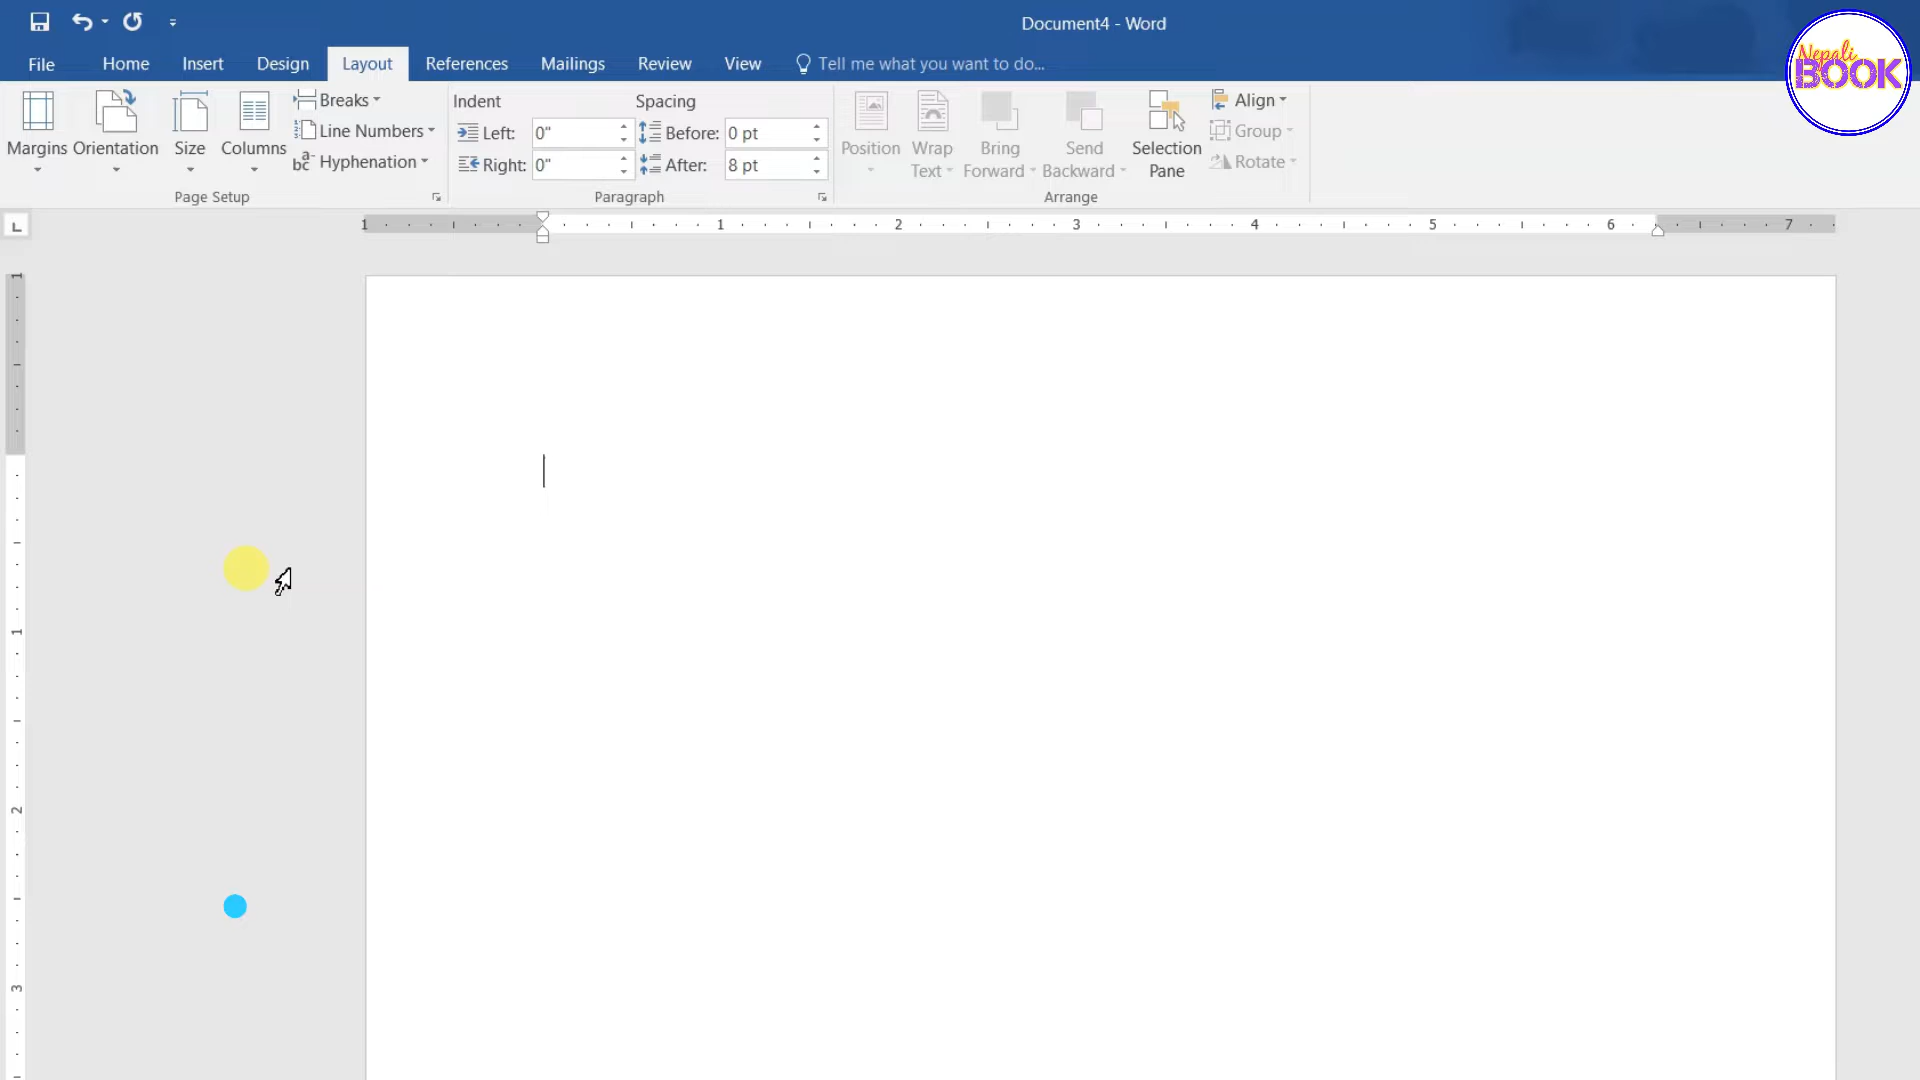 Document4 - Word
Nepali
BOOK
File Home Insert Design Layout References Mailings Review View Tell me what you want to do...
Margins Orientation Size Columns
Breaks
Line Numbers
Hyphenation
Page Setup
Indent
Left: 0"
Right: 0"
Spacing
Before: 0 pt
After: 8 pt
Paragraph
Position
Wrap Text
Bring Forward
Send Backward
Selection Pane
Align
Group
Rotate
Arrange
1 1 2 3 4 5 6 7
1
1
2
3